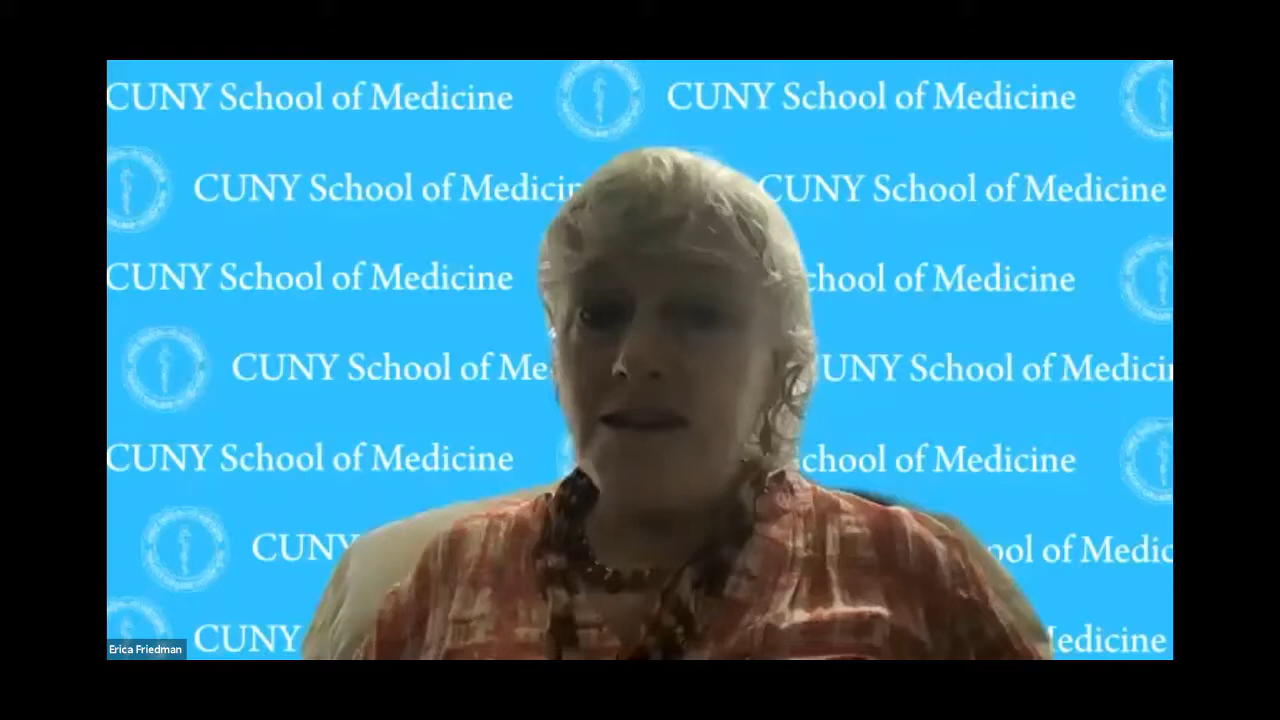 CUNY School of Medicine CUNY School of Medicine
CUNY School of Medicin CUNY School of Medicine
CUNY School of Medicine chool of Medicine
CUNY School of Me UNY School of Medicin
CUNY School of Medicine chool of Medicine
CUNY ool of Medic
CUNY Medicine
Erica Friedman